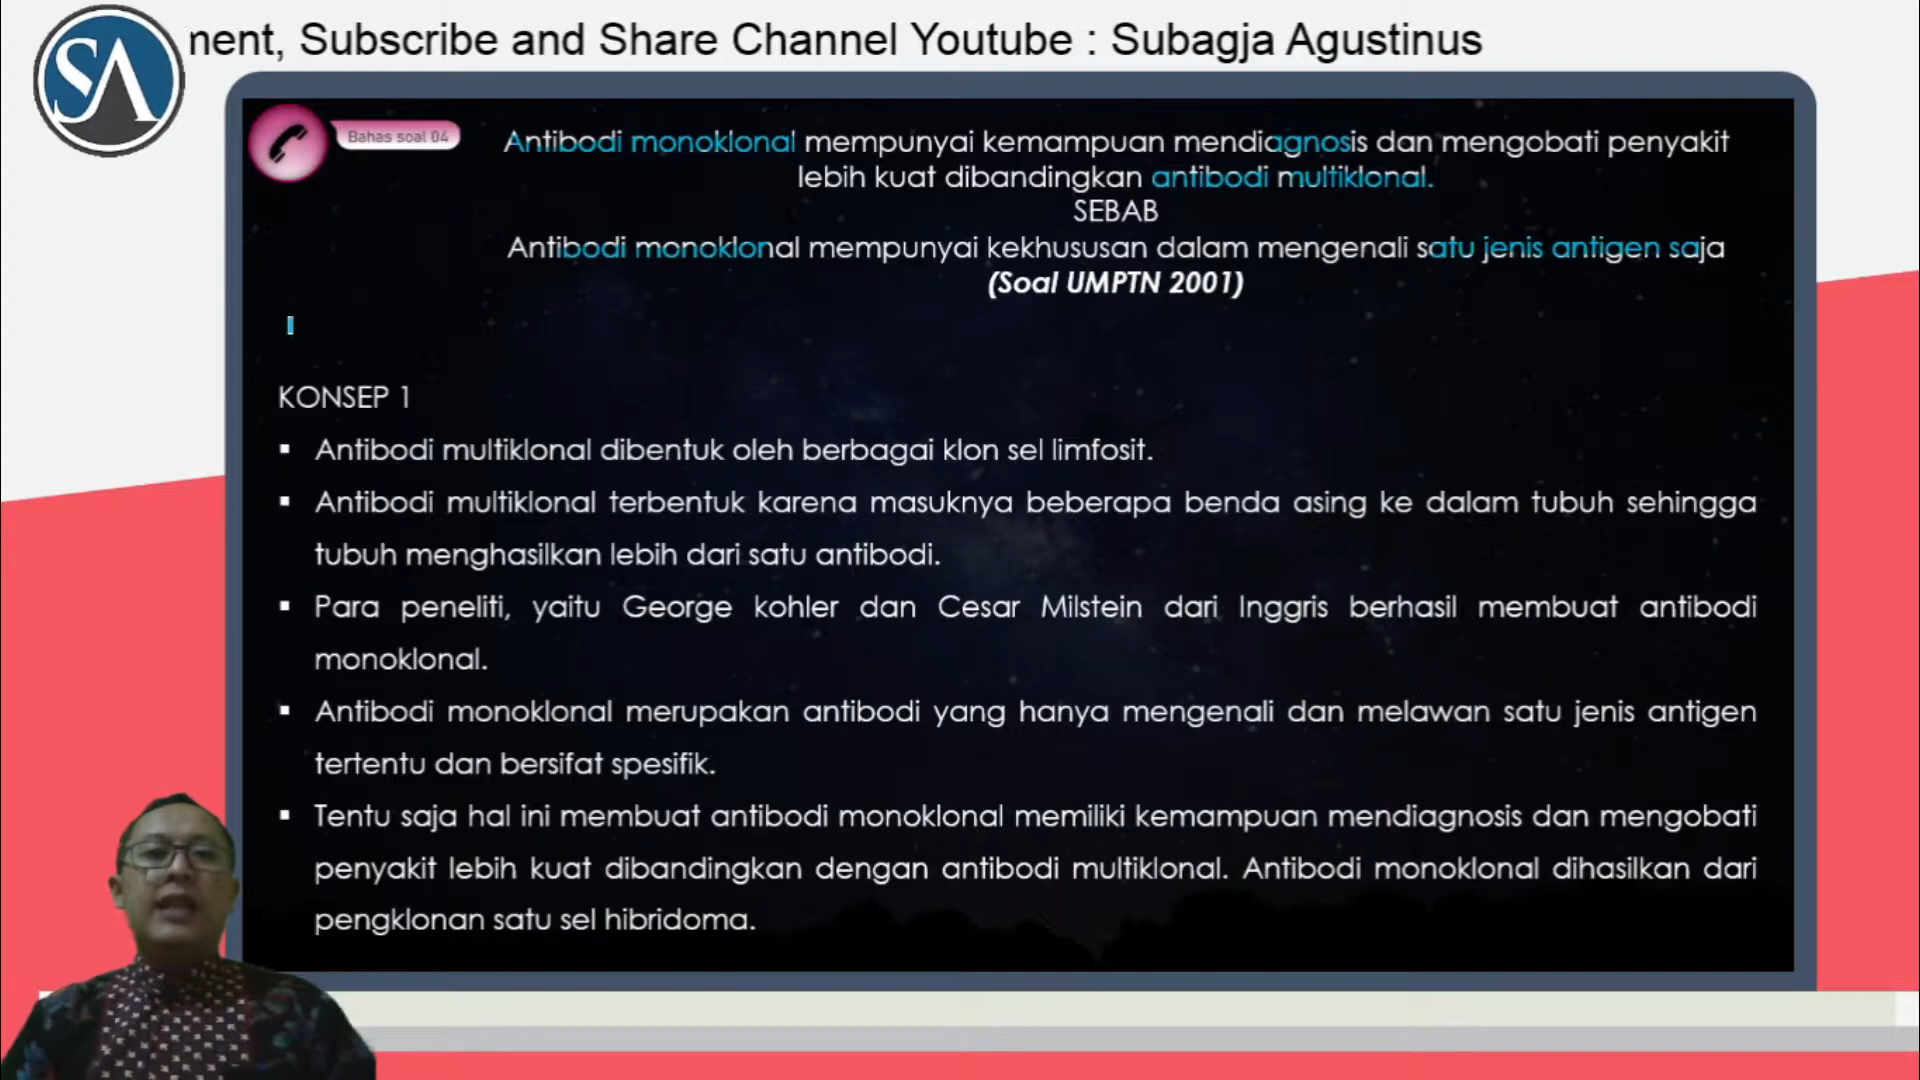 SA
ment, Subscribe and Share Channel Youtube : Subagja Agustinus
Bahas soal 04
Antibodi monoklonal mempunyai kemampuan mendiagnosis dan mengobati penyakit
lebih kuat dibandingkan antibodi multiklonal.
SEBAB
Antibodi monoklonal mempunyai kekhususan dalam mengenali satu jenis antigen saja
(Soal UMPTN 2001)
KONSEP 1
▪ Antibodi multiklonal dibentuk oleh berbagai klon sel limfosit.
▪ Antibodi multiklonal terbentuk karena masuknya beberapa benda asing ke dalam tubuh sehingga
tubuh menghasilkan lebih dari satu antibodi.
▪ Para peneliti, yaitu George kohler dan Cesar Milstein dari Inggris berhasil membuat antibodi
monoklonal.
▪ Antibodi monoklonal merupakan antibodi yang hanya mengenali dan melawan satu jenis antigen
tertentu dan bersifat spesifik.
▪ Tentu saja hal ini membuat antibodi monoklonal memiliki kemampuan mendiagnosis dan mengobati
penyakit lebih kuat dibandingkan dengan antibodi multiklonal. Antibodi monoklonal dihasilkan dari
pengklonan satu sel hibridoma.